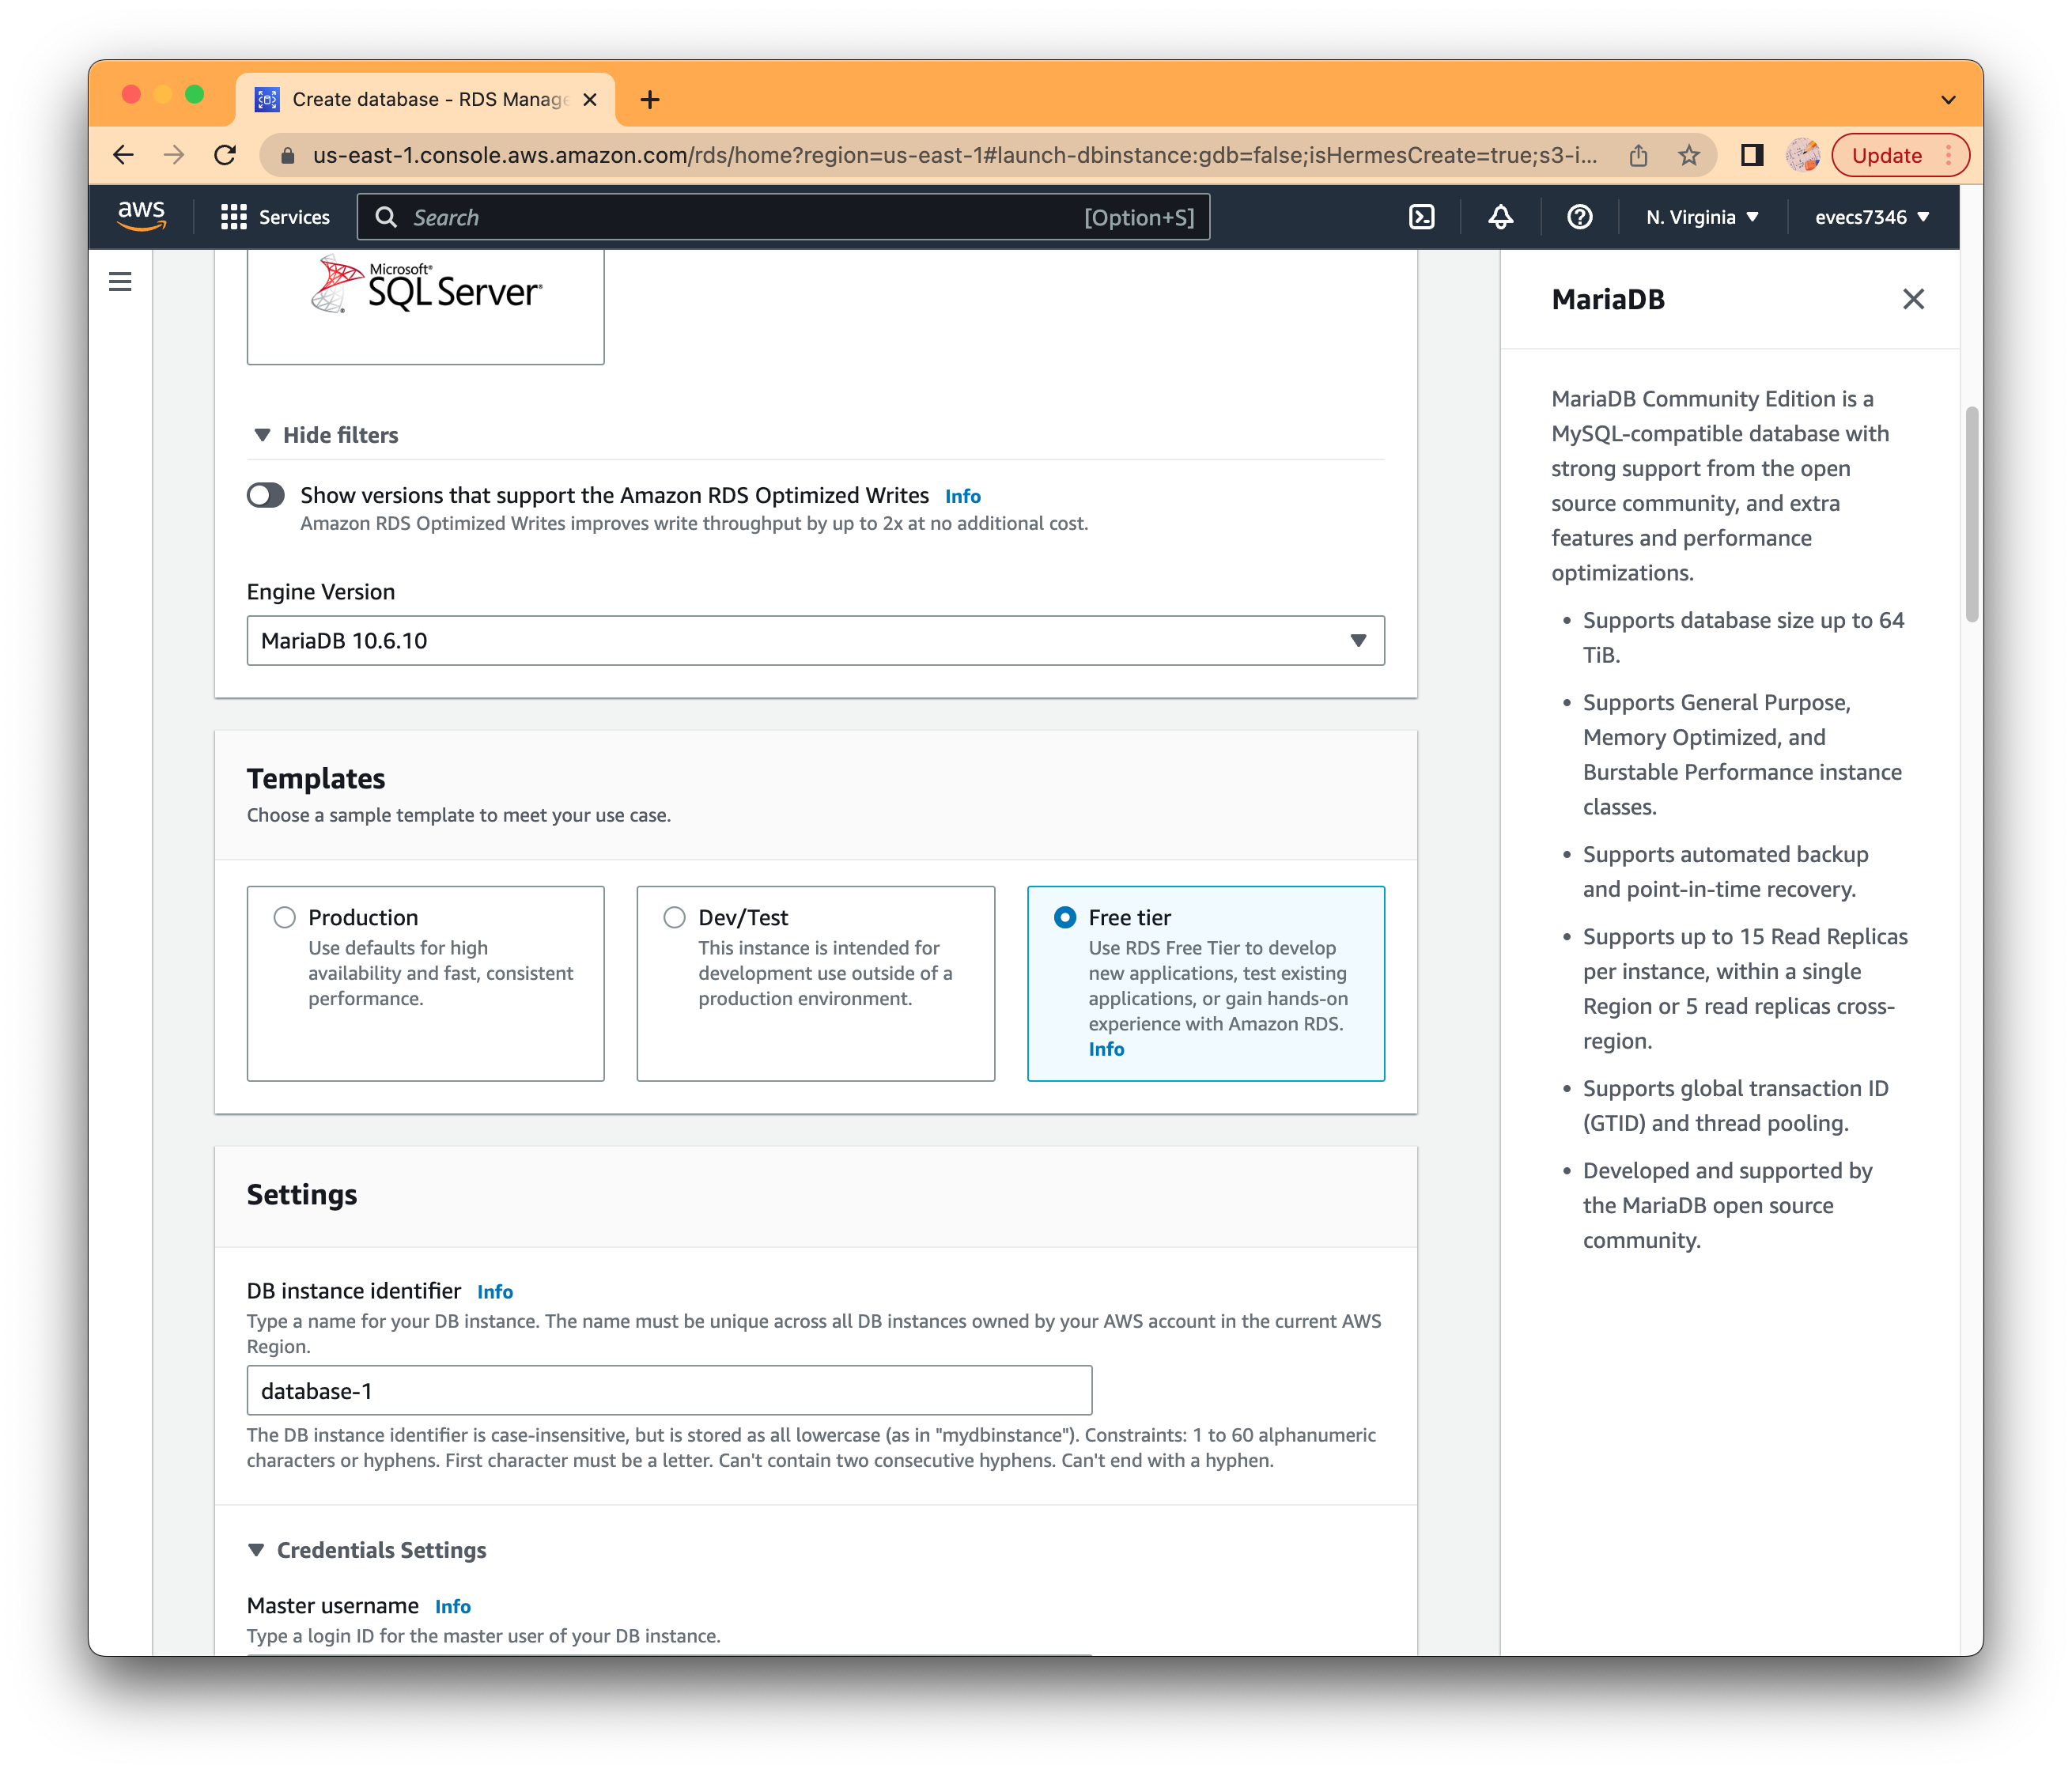 Create database - RDS Manage
us-east-1.console.aws.amazon.com/rds/home?region=us-east-1#launch-dbinstance:gdb=false;isHermesCreate=true;s3-i...
Update
aws
Services
Search
[Option+S]
N. Virginia
evecs7346
Microsoft®
SQL Server®
Hide filters
Show versions that support the Amazon RDS Optimized Writes Info
Amazon RDS Optimized Writes improves write throughput by up to 2x at no additional cost.
Engine Version
MariaDB 10.6.10
Templates
Choose a sample template to meet your use case.
Production
Use defaults for high
availability and fast, consistent
performance.
Dev/Test
This instance is intended for
development use outside of a
production environment.
Free tier
Use RDS Free Tier to develop
new applications, test existing
applications, or gain hands-on
experience with Amazon RDS.
Info
Settings
DB instance identifier Info
Type a name for your DB instance. The name must be unique across all DB instances owned by your AWS account in the current AWS
Region.
database-1
The DB instance identifier is case-insensitive, but is stored as all lowercase (as in "mydbinstance"). Constraints: 1 to 60 alphanumeric
characters or hyphens. First character must be a letter. Can't contain two consecutive hyphens. Can't end with a hyphen.
Credentials Settings
Master username Info
Type a login ID for the master user of your DB instance.
MariaDB
MariaDB Community Edition is a
MySQL-compatible database with
strong support from the open
source community, and extra
features and performance
optimizations.
• Supports database size up to 64
TiB.
• Supports General Purpose,
Memory Optimized, and
Burstable Performance instance
classes.
• Supports automated backup
and point-in-time recovery.
• Supports up to 15 Read Replicas
per instance, within a single
Region or 5 read replicas cross-
region.
• Supports global transaction ID
(GTID) and thread pooling.
• Developed and supported by
the MariaDB open source
community.